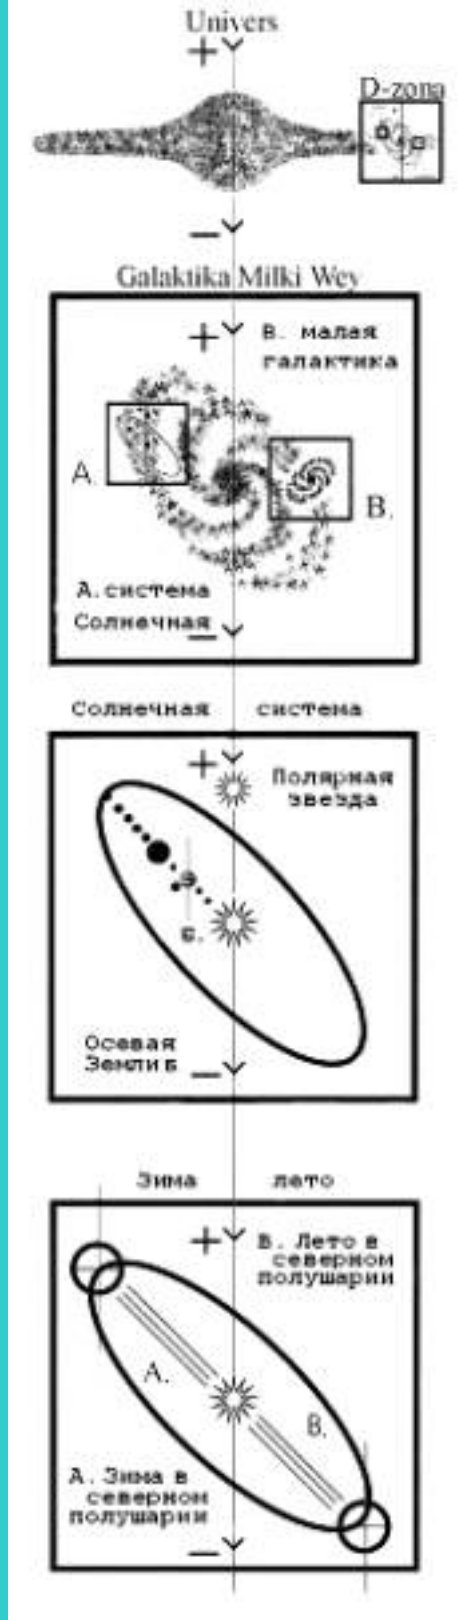 Univers
+
D-zona
−
Galaktika Milki Wey
+
В. малая
галактика
A
B.
А.система
Солнечная
−
Солнечная система
+
Полярная
звезда
Б.
Осевая
Земли Б
−
Зима лето
+
В. Лето в
северном
полушарии
A.
B.
А. Зима в
северном
полушарии
−